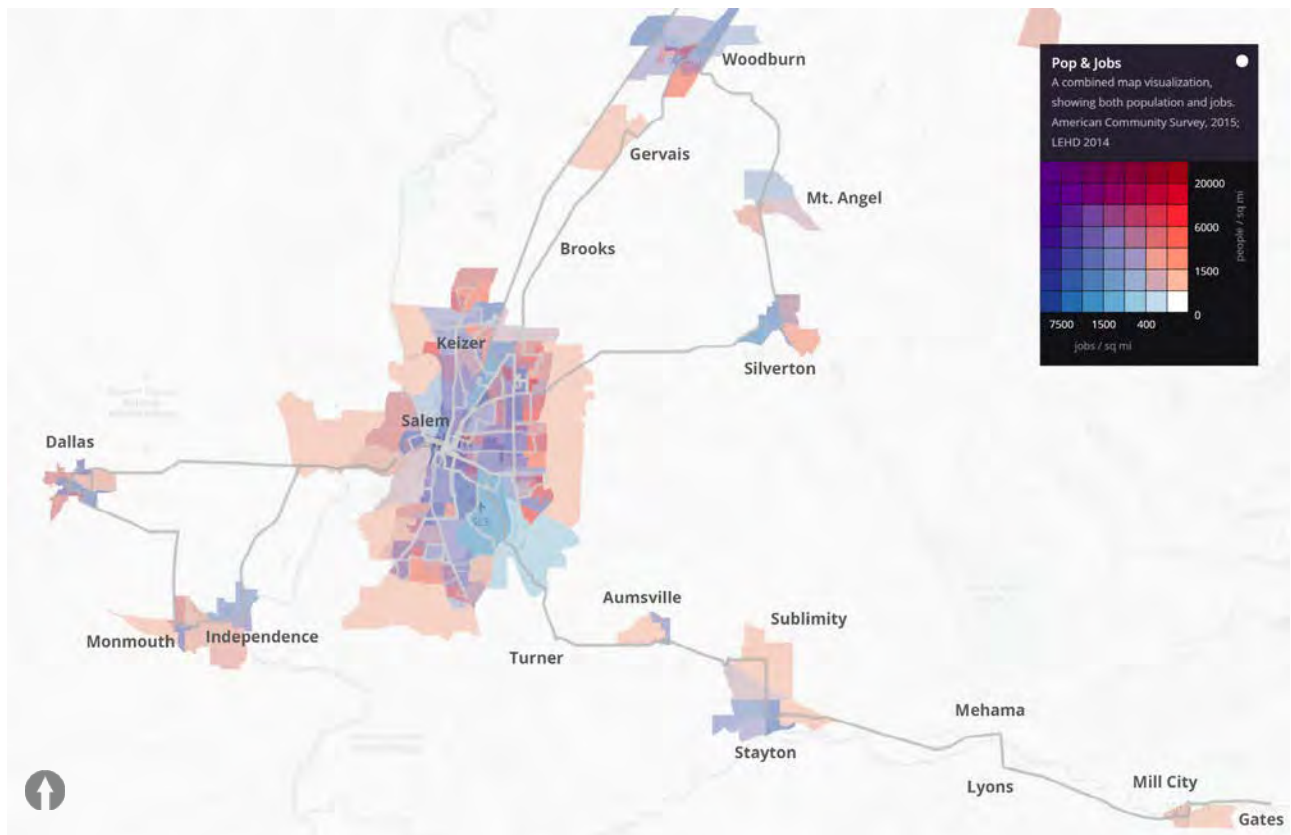 Woodburn
Pop & Jobs
A combined map visualization,
showing both population and jobs.
American Community Survey, 2015;
LEHD 2014
20000
6000
1500
0
people / sq mi
7500 1500 400
jobs / sq mi
Gervais
Mt. Angel
Brooks
Keizer
Silverton
Salem
Dallas
Aumsville
Sublimity
Monmouth
Independence
Turner
Mehama
Stayton
Lyons
Mill City
Gates